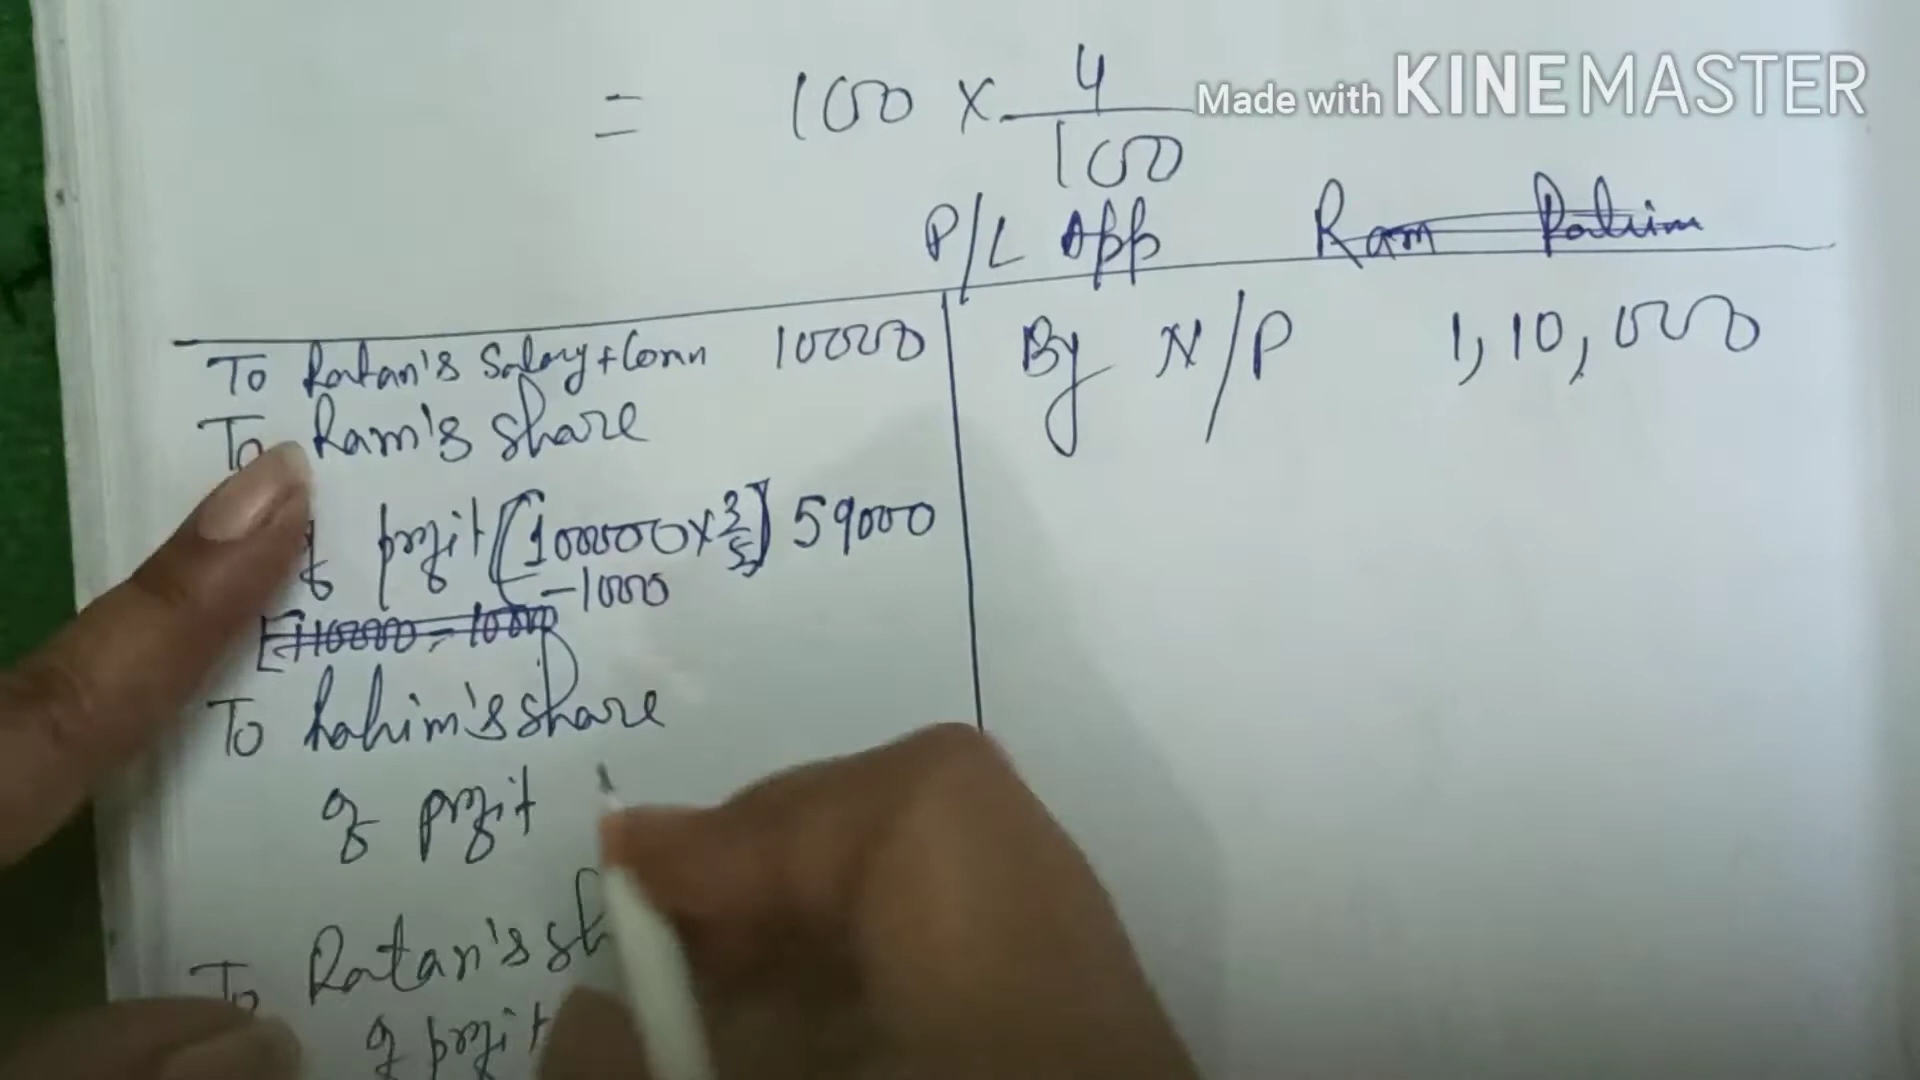 = 100 × 4/100
Made with KINEMASTER
P/L App Ram Rahim
To Ratan's Salary + Comn 10000
By N/P 1,10,000
To Ram's share
of profit [100000 × 3/5] 59000
- 1000
[110000 - 10000
To Rahim's share
of profit
To Ratan's sh
of profit